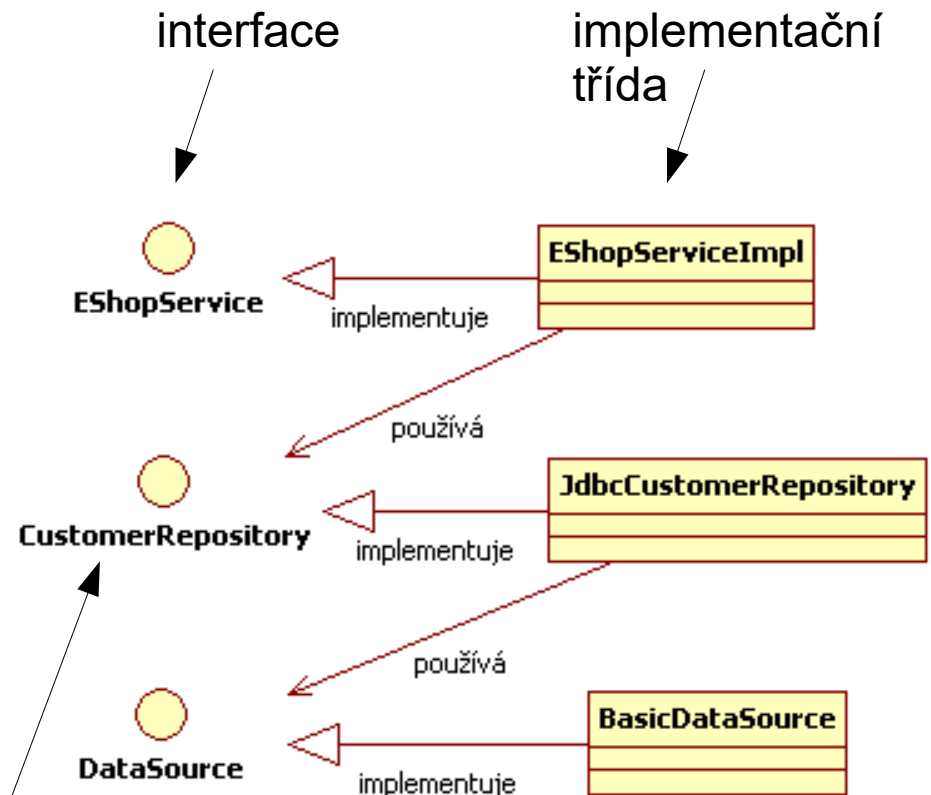 interface
implementační
třída
EShopService
EShopServiceImpl
implementuje
používá
CustomerRepository
JdbcCustomerRepository
implementuje
používá
DataSource
BasicDataSource
implementuje